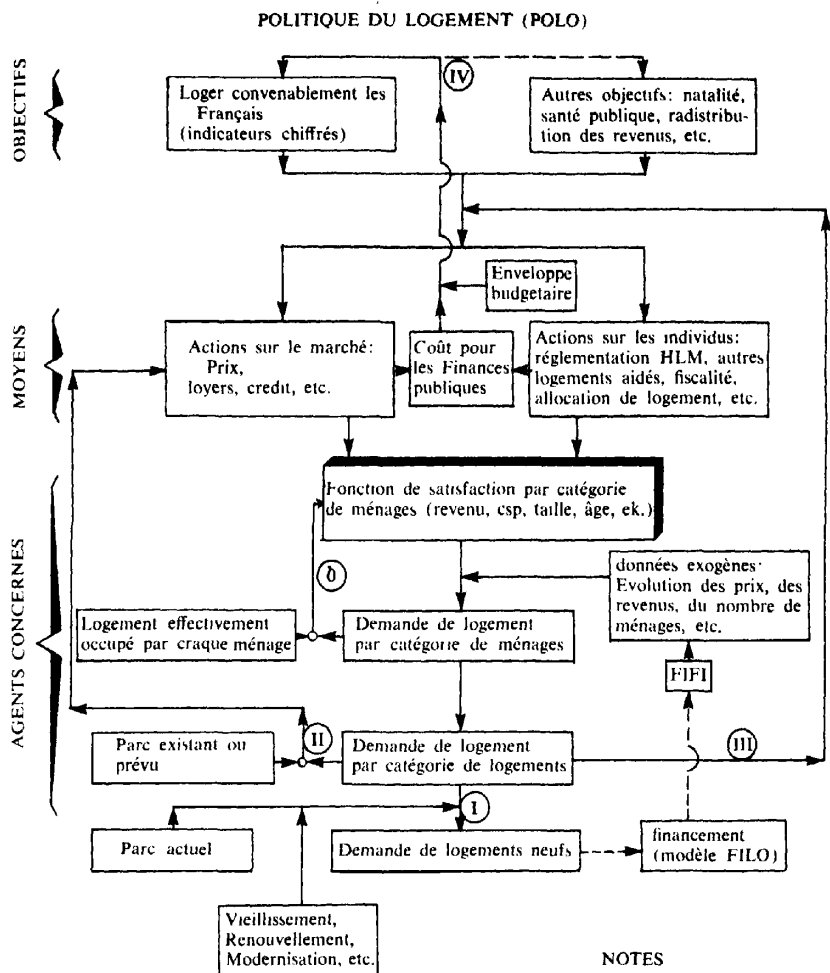 POLITIQUE DU LOGEMENT (POLO)
OBJECTIFS
IV
Loger convenablement les
Français
(indicateurs chiffrés)
Autres objectifs: natalité,
santé publique, radistribu-
tion des revenus, etc.
Enveloppe
budgetaire
MOYENS
Actions sur le marché:
Prix,
loyers, credit, etc.
Coût pour
les Finances
publiques
Actions sur les individus:
réglementation HLM, autres
logements aidés, fiscalité,
allocation de logement, etc.
AGENTS CONCERNES
Fonction de satisfaction par catégorie
de ménages (revenu, csp, taille, âge, ek.)
0
données exogènes:
Evolution des prix, des
revenus, du nombre de
ménages, etc.
Logement effectivement
occupé par craque ménage
Demande de logement
par catégorie de ménages
FIFI
II
III
Parc existant ou
prévu
Demande de logement
par catégorie de logements
I
Parc actuel
Demande de logements neufs
financement
(modèle FILO)
Vieillissement,
Renouvellement,
Modernisation, etc.
NOTES